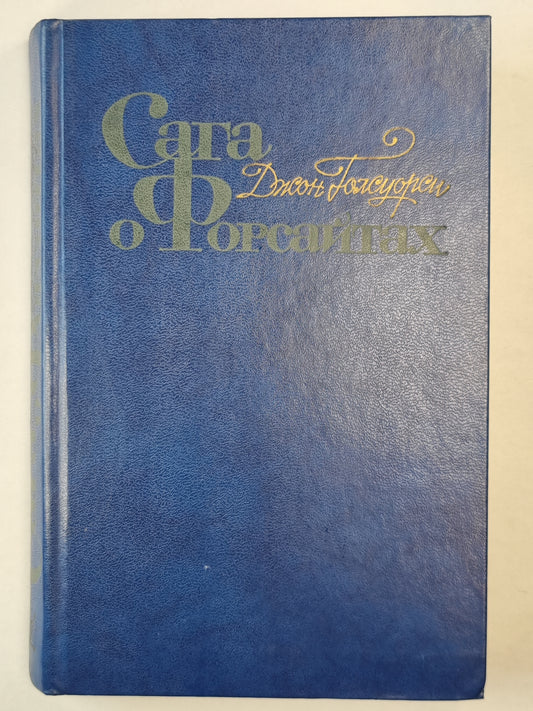 Сага
Джон Голсуорси
о Форсайтах